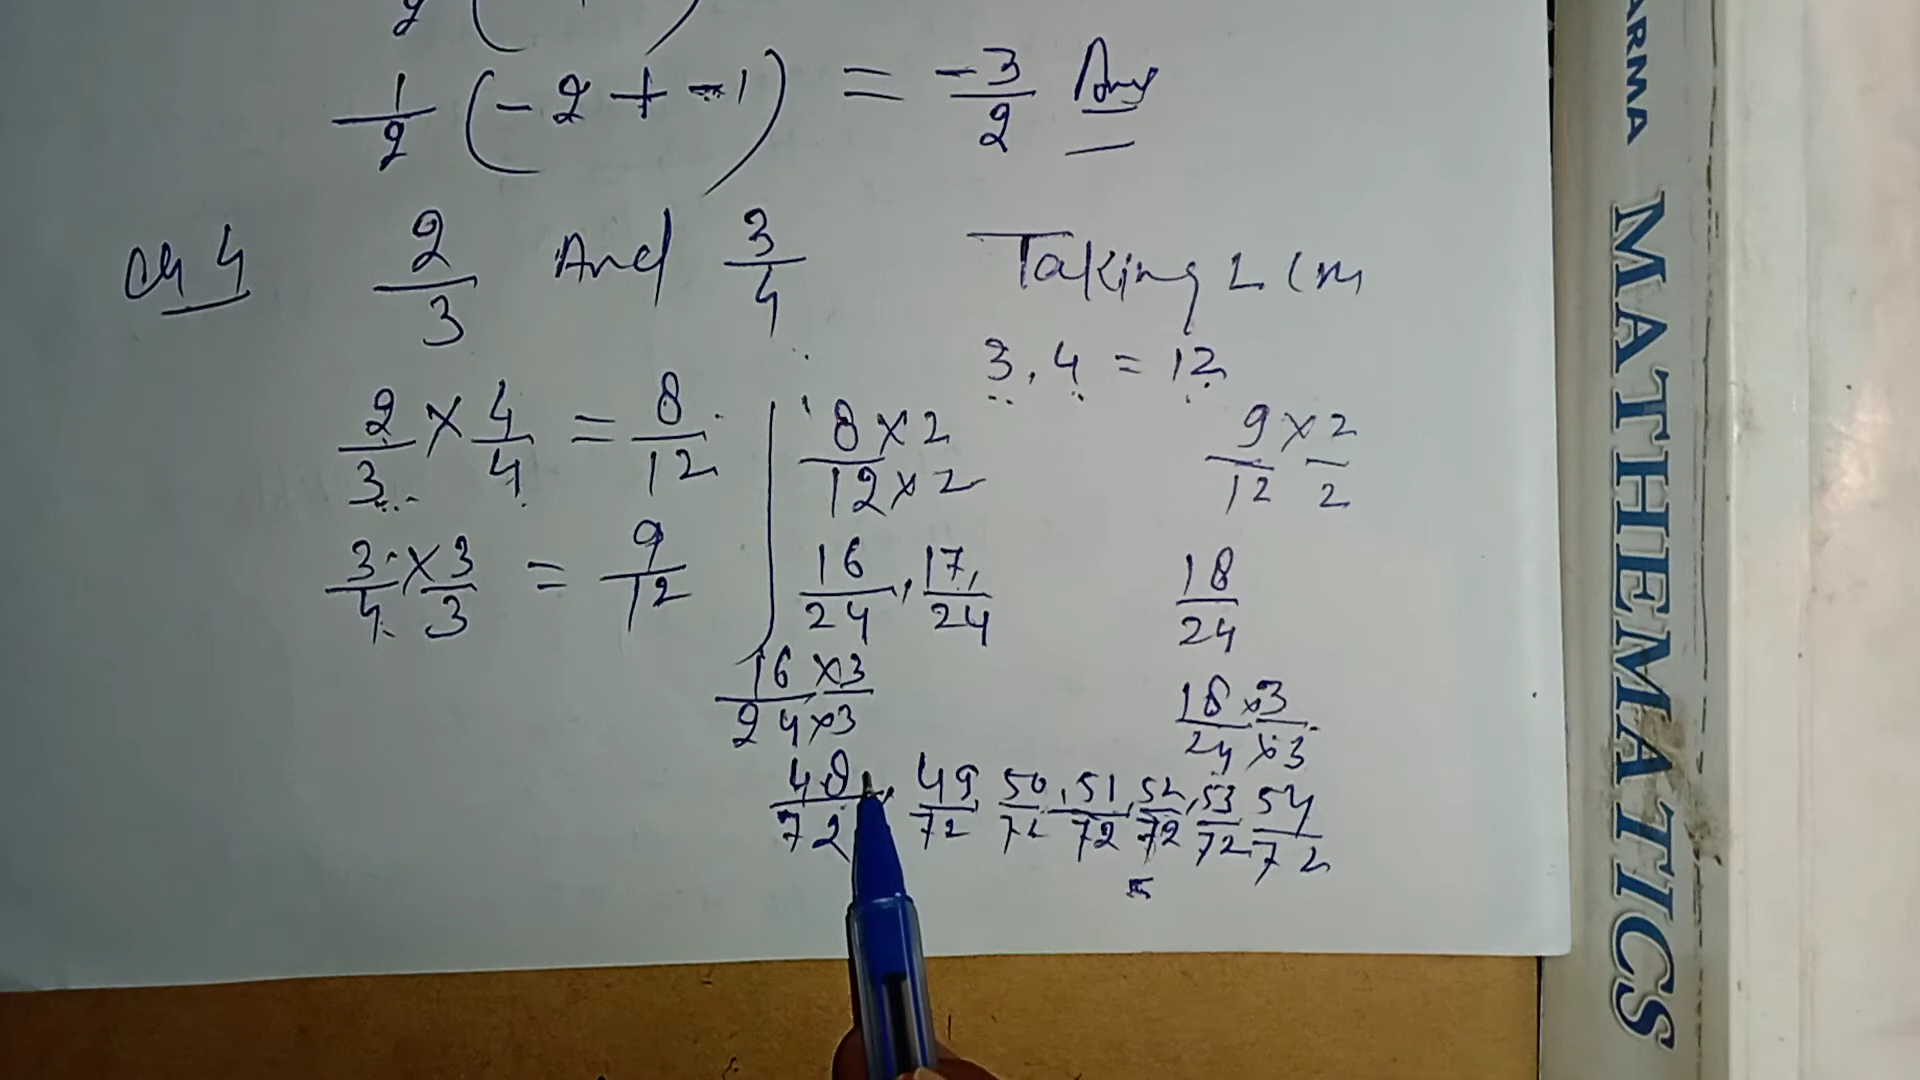 1/2 (-2 + -1) = -3/2 Ans
4 2/3 And 3/4 Taking L C M
3, 4 = 12
2/3 × 4/4 = 8/12
8×2/12×2
9/12 × 2/2
3/4 × 3/3 = 9/12
16/24, 17/24
18/24
16×3/24×3
18×3/24×3
48/72, 49/72, 50/72, 51/72, 52/72, 53/72 54/72
5
ARMA MATHEMATICS